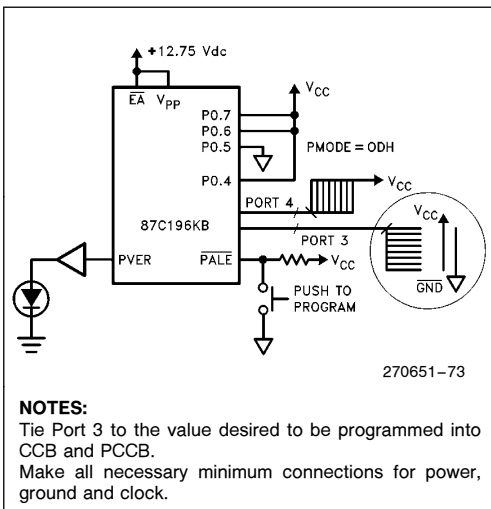 +12.75 Vdc
EA VPP
VCC
P0.7
P0.6
P0.5
PMODE = 0DH
P0.4
PORT 4
VCC
87C196KB
PORT 3
VCC
PVER
PALE
VCC
GND
PUSH TO
PROGRAM
270651–73
NOTES:
Tie Port 3 to the value desired to be programmed into
CCB and PCCB.
Make all necessary minimum connections for power,
ground and clock.